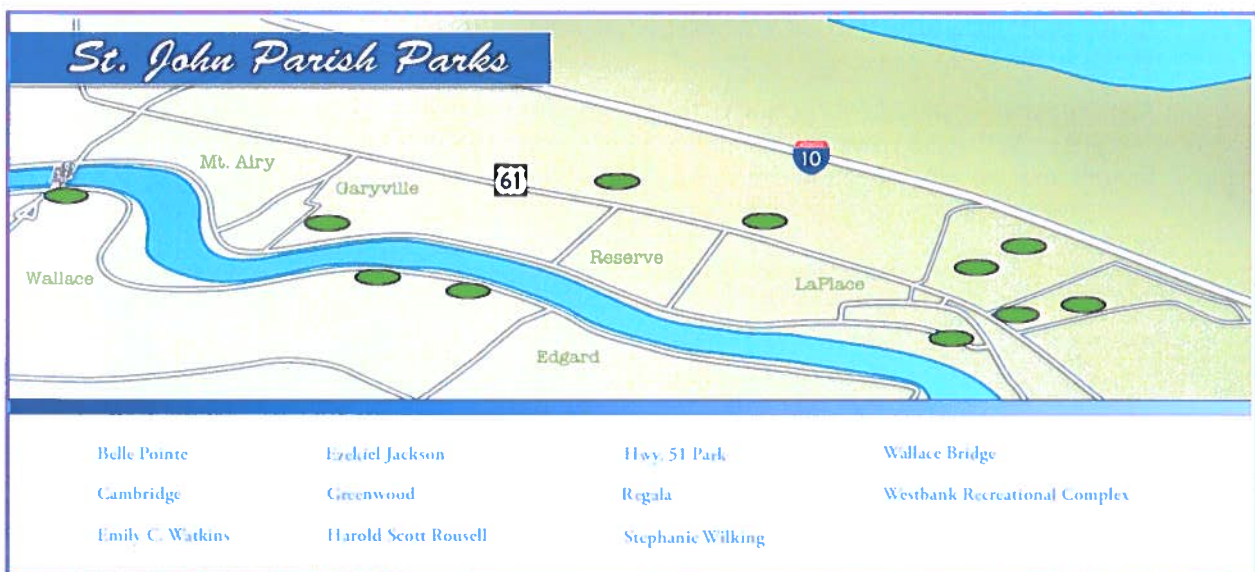 St. John Parish Parks
10
Mt. Airy
61
Garyville
Reserve
Wallace
LaPlace
Edgard
Belle Pointe
Ezekiel Jackson
Hwy. 51 Park
Wallace Bridge
Cambridge
Greenwood
Regala
Westbank Recreational Complex
Emily C. Watkins
Harold Scott Rousell
Stephanie Wilking